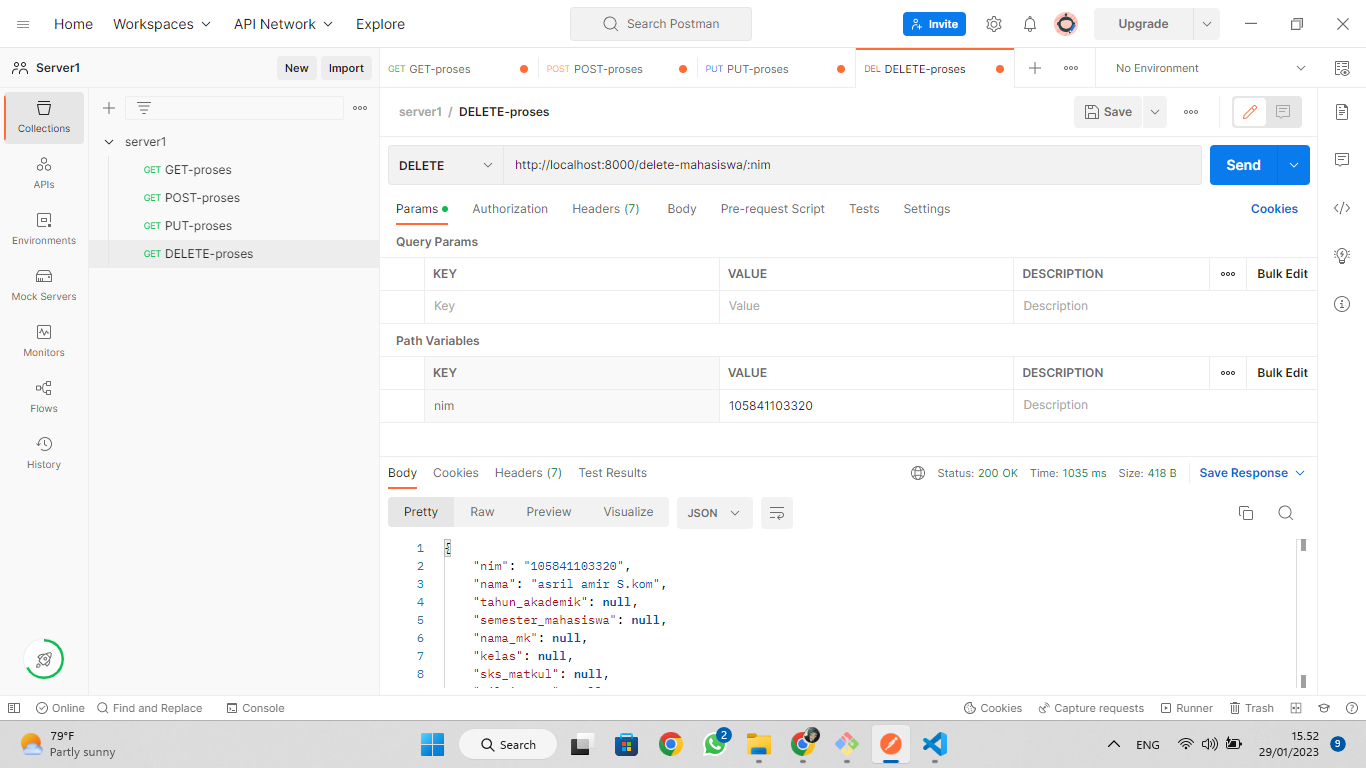 Home Workspaces API Network Explore Search Postman Invite Upgrade
Server1 New Import GET GET-proses POST POST-proses PUT PUT-proses DEL DELETE-proses No Environment
Collections
APIs
Environments
Mock Servers
Monitors
Flows
History
server1
GET GET-proses
GET POST-proses
GET PUT-proses
GET DELETE-proses
server1 / DELETE-proses Save
DELETE http://localhost:8000/delete-mahasiswa/:nim Send
Params Authorization Headers (7) Body Pre-request Script Tests Settings Cookies
Query Params
KEY VALUE DESCRIPTION Bulk Edit
Key Value Description
Path Variables
KEY VALUE DESCRIPTION Bulk Edit
nim 105841103320 Description
Body Cookies Headers (7) Test Results Status: 200 OK Time: 1035 ms Size: 418 B Save Response
Pretty Raw Preview Visualize JSON
1 {
2 "nim": "105841103320",
3 "nama": "asril amir S.kom",
4 "tahun_akademik": null,
5 "semester_mahasiswa": null,
6 "nama_mk": null,
7 "kelas": null,
8 "sks_matkul": null,
Online Find and Replace Console Cookies Capture requests Runner Trash
79°F
Partly sunny
Search
2
ENG
15.52
29/01/2023
9